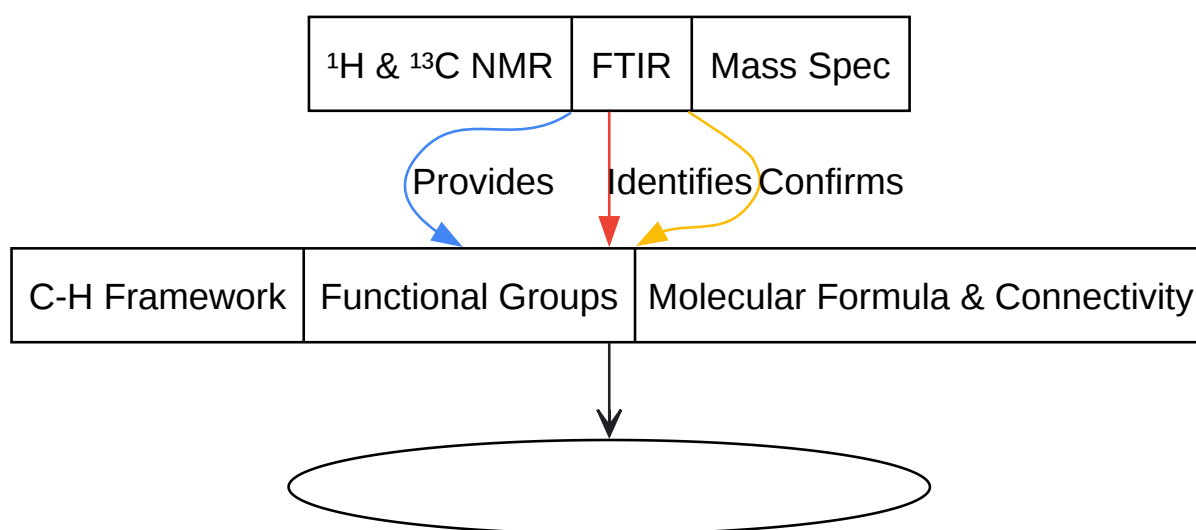 ¹H & ¹³C NMR FTIR Mass Spec
Provides Identifies Confirms
C-H Framework Functional Groups Molecular Formula & Connectivity